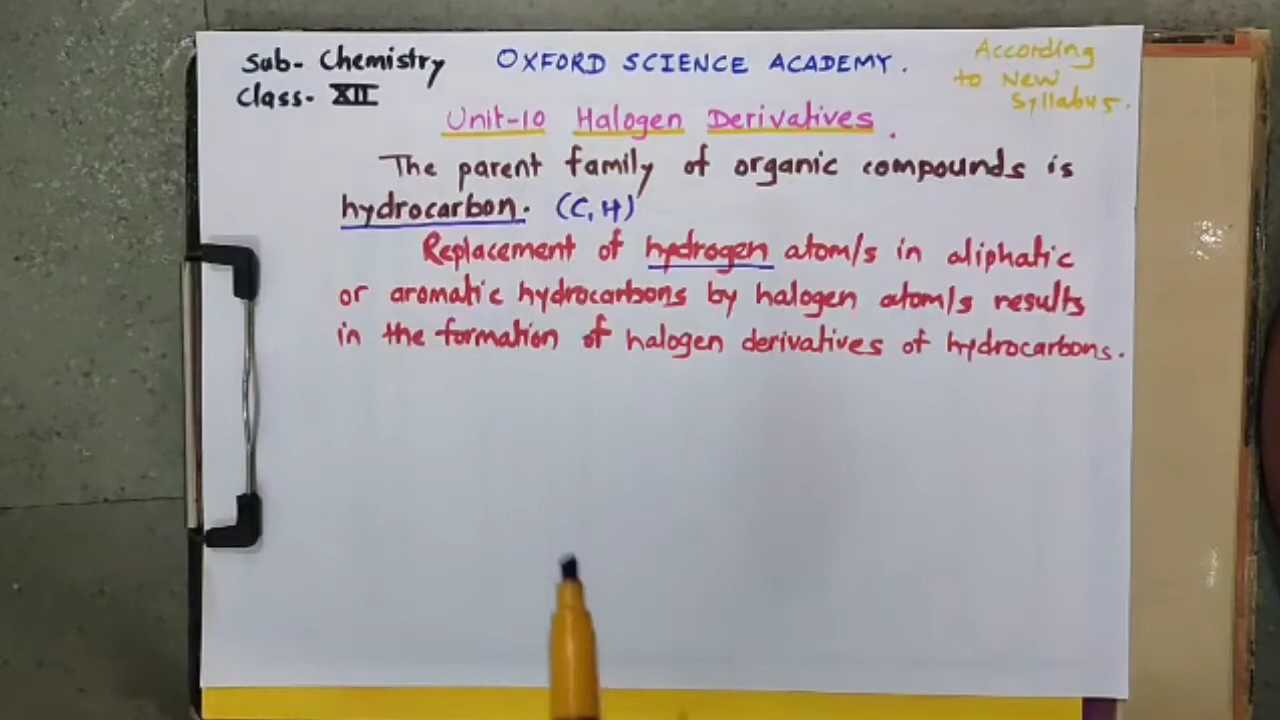 Sub- Chemistry OXFORD SCIENCE ACADEMY. According
Class- XII to New
Syllabus.
Unit-10 Halogen Derivatives.
The parent family of organic compounds is
hydrocarbon. (C, H)
Replacement of hydrogen atom/s in aliphatic
or aromatic hydrocarbons by halogen atom/s results
in the formation of halogen derivatives of hydrocarbons.